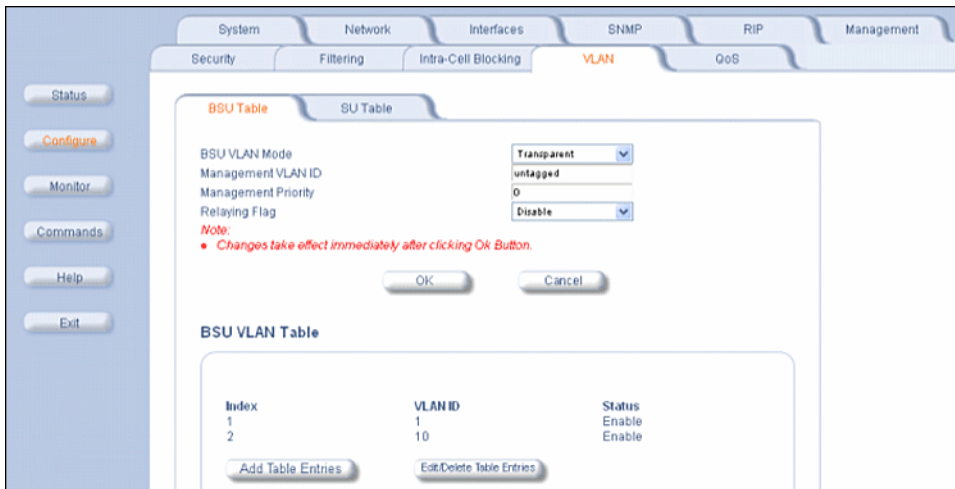 System Network Interfaces SNMP RIP Management
Security Filtering Intra-Cell Blocking VLAN QoS
Status
Configure
Monitor
Commands
Help
Exit
BSU Table SU Table
BSU VLAN Mode Transparent
Management VLAN ID untagged
Management Priority 0
Relaying Flag Disable
Note:
• Changes take effect immediately after clicking Ok Button.
OK Cancel
BSU VLAN Table
Index VLAN ID Status
1 1 Enable
2 10 Enable
Add Table Entries Edit/Delete Table Entries